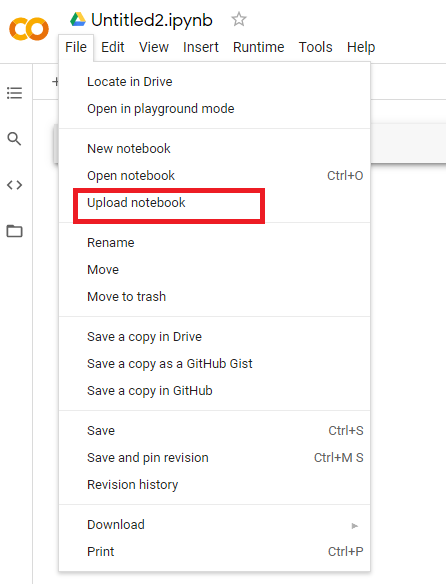 Untitled2.ipynb
File Edit View Insert Runtime Tools Help
Locate in Drive
Open in playground mode
New notebook
Open notebook Ctrl+O
Upload notebook
Rename
Move
Move to trash
Save a copy in Drive
Save a copy as a GitHub Gist
Save a copy in GitHub
Save Ctrl+S
Save and pin revision Ctrl+M S
Revision history
Download
Print Ctrl+P